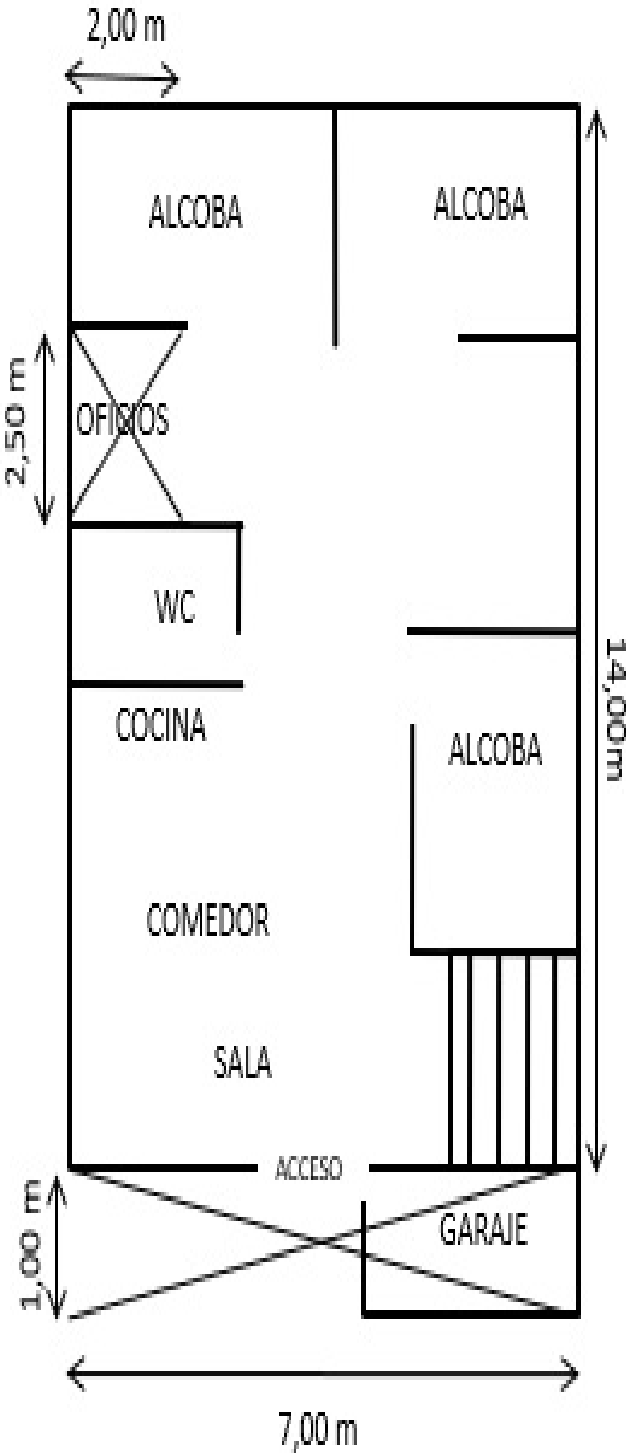 2,00 m
ALCOBA
ALCOBA
2,50 m
OFICIOS
WC
14,00m
COCINA
ALCOBA
COMEDOR
SALA
ACCESO
1,00 m
GARAJE
7,00 m